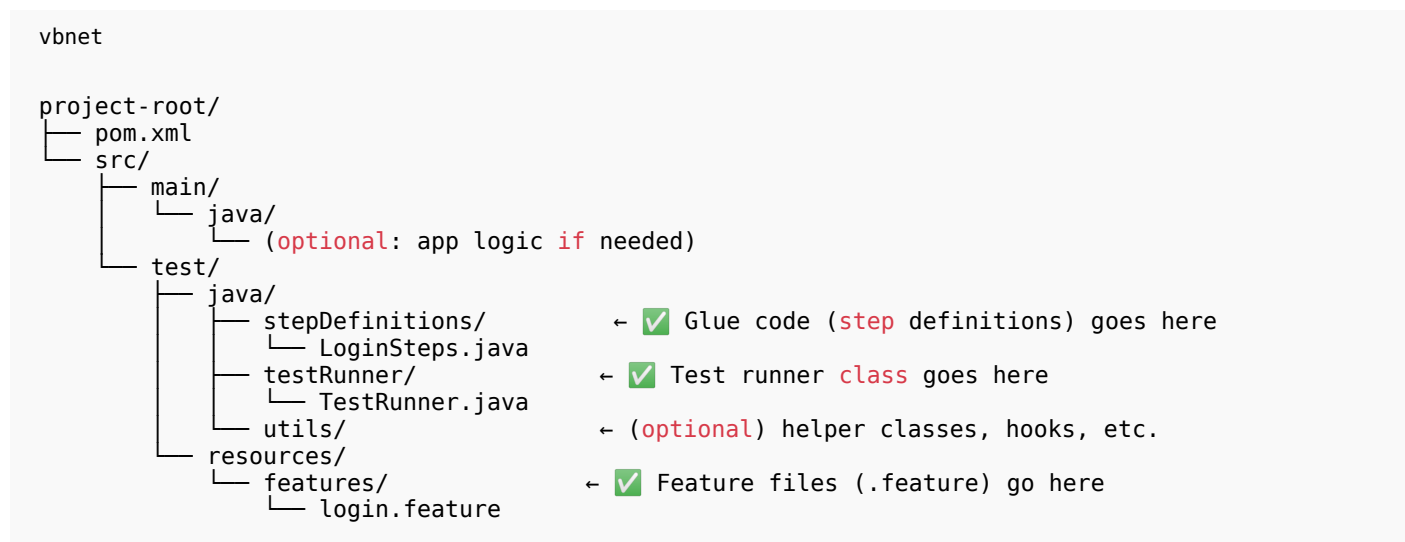 vbnet
project-root/
├── pom.xml
└── src/
    ├── main/
    │   └── java/
    │       └── (optional: app logic if needed)
    └── test/
        ├── java/
        │   ├── stepDefinitions/         ← ✅ Glue code (step definitions) goes here
        │   │   └── LoginSteps.java
        │   ├── testRunner/             ← ✅ Test runner class goes here
        │   │   └── TestRunner.java
        │   └── utils/                  ← (optional) helper classes, hooks, etc.
        └── resources/
            └── features/              ← ✅ Feature files (.feature) go here
                └── login.feature